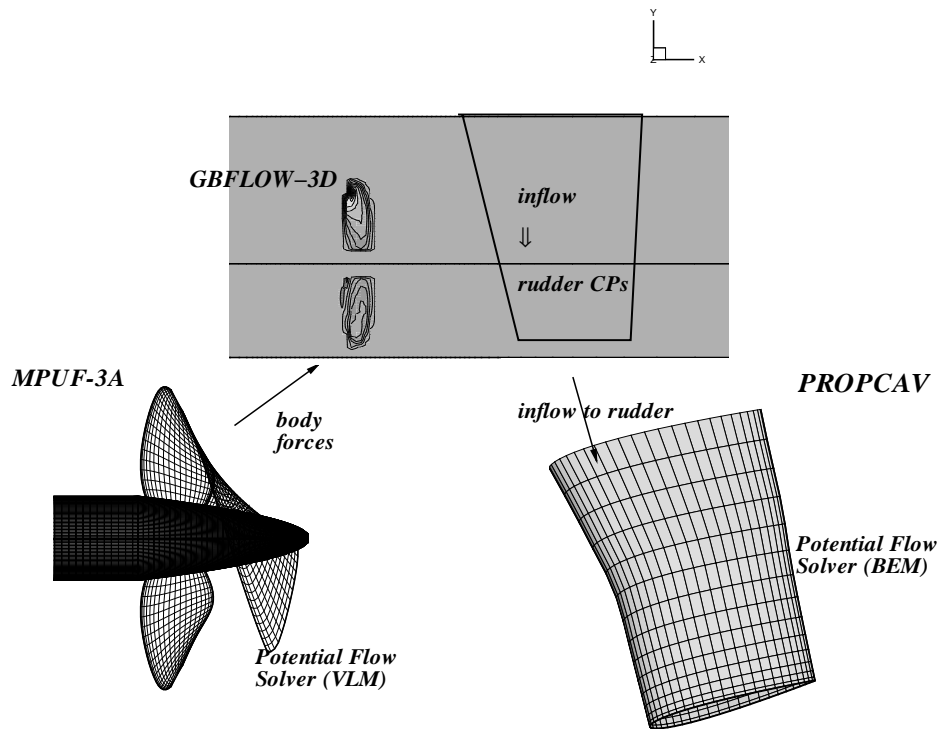 Y
Z
X
GBFLOW–3D
inflow
⇓
rudder CPs
MPUF-3A
PROPCAV
body
forces
inflow to rudder
Potential Flow
Solver (BEM)
Potential Flow
Solver (VLM)